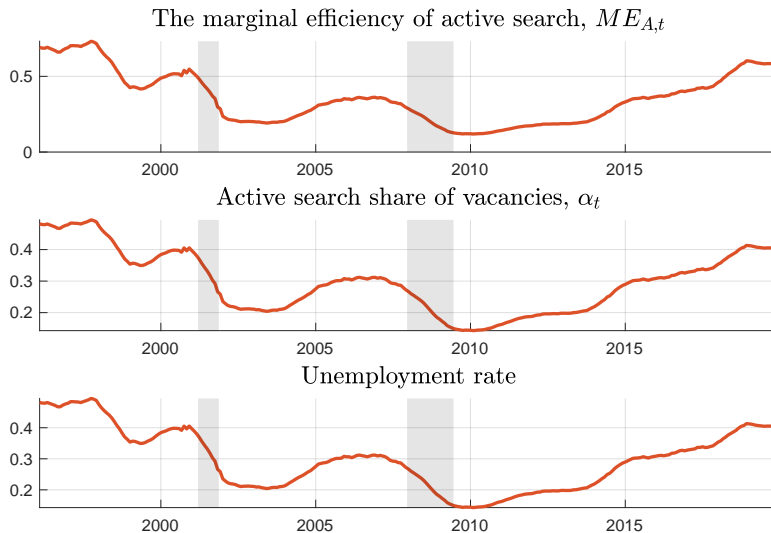 The marginal efficiency of active search, $ME_{A,t}$
0.5
0
2000 2005 2010 2015
Active search share of vacancies, $\alpha_t$
0.4
0.3
0.2
2000 2005 2010 2015
Unemployment rate
0.4
0.3
0.2
2000 2005 2010 2015